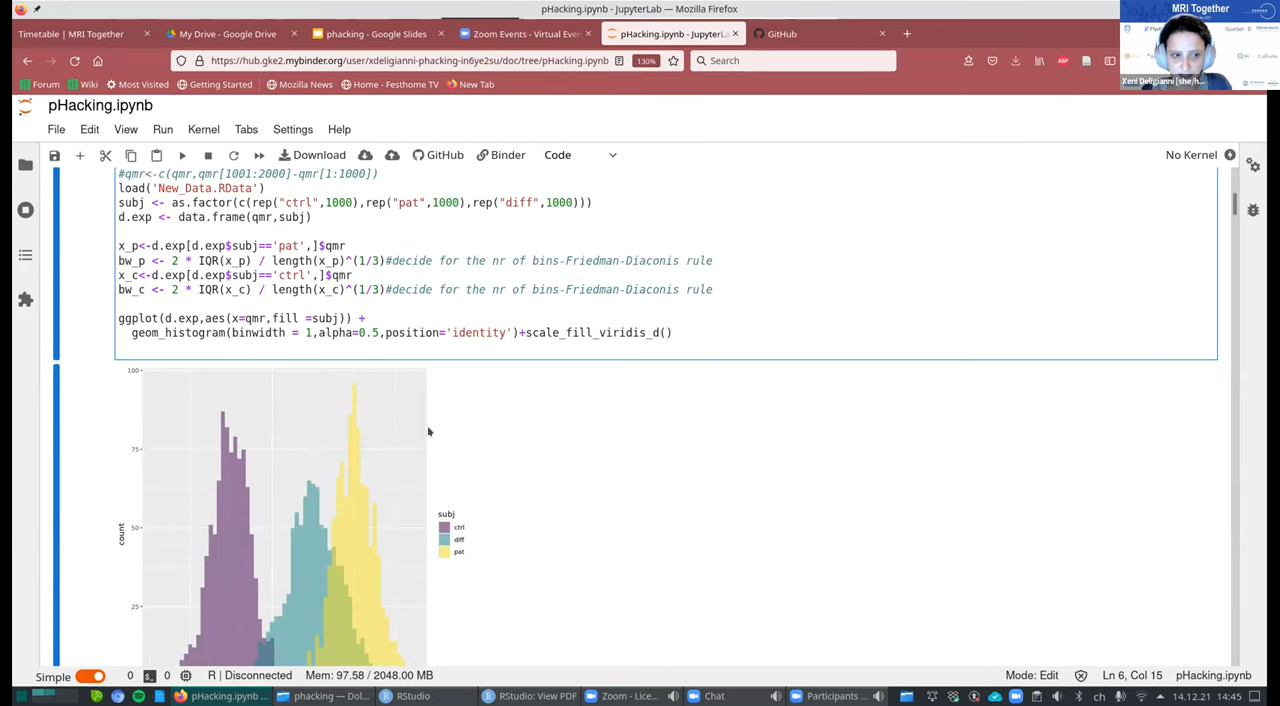 pHacking.ipynb - JupyterLab — Mozilla Firefox
MRI Together
Timetable | MRI Together
My Drive - Google Drive
phacking - Google Slides
Zoom Events - Virtual Even
pHacking.ipynb - JupyterLa
GitHub
https://hub.gke2.mybinder.org/user/xdeligianni-phacking-in6ye2su/doc/tree/pHacking.ipynb
130%
Search
Xeni Deligianni [she/h...
Forum
Wiki
Most Visited
Getting Started
Mozilla News
Home - Festhome TV
New Tab
pHacking.ipynb
File Edit View Run Kernel Tabs Settings Help
Download
GitHub
Binder
Code
No Kernel
#qmr<-c(qmr,qmr[1001:2000]-qmr[1:1000])
load('New_Data.RData')
subj <- as.factor(c(rep("ctrl",1000),rep("pat",1000),rep("diff",1000)))
d.exp <- data.frame(qmr,subj)
x_p<-d.exp[d.exp$subj=='pat',]$qmr
bw_p <- 2 * IQR(x_p) / length(x_p)^(1/3)#decide for the nr of bins-Friedman-Diaconis rule
x_c<-d.exp[d.exp$subj=='ctrl',]$qmr
bw_c <- 2 * IQR(x_c) / length(x_c)^(1/3)#decide for the nr of bins-Friedman-Diaconis rule
ggplot(d.exp,aes(x=qmr,fill =subj)) +
geom_histogram(binwidth = 1,alpha=0.5,position='identity')+scale_fill_viridis_d()
100
75
50
25
count
subj
ctrl
diff
pat
Simple
0
0
R | Disconnected
Mem: 97.58 / 2048.00 MB
Mode: Edit
Ln 6, Col 15
pHacking.ipynb
pHacking.ipynb ...
phacking — Dol...
RStudio
RStudio: View PDF
Zoom - Lice...
Chat
Participants ...
ch
14.12.21
14:45